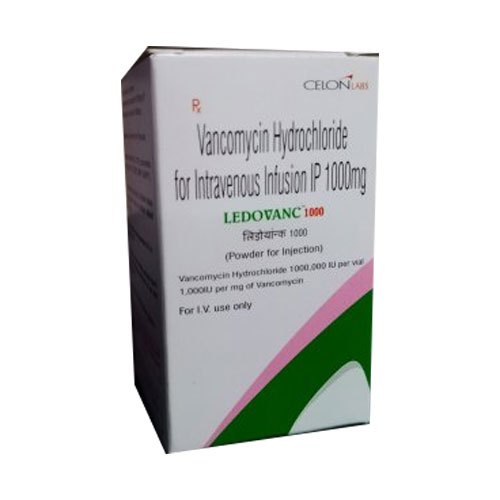 CELON LABS
Rx
Vancomycin Hydrochloride
for Intravenous Infusion IP 1000mg
LEDOVANC™ 1000
लिडोवान्क 1000
(Powder for Injection)
Vancomycin Hydrochloride 1000,000 IU per vial
1,000IU per mg of Vancomycin
For I.V. use only